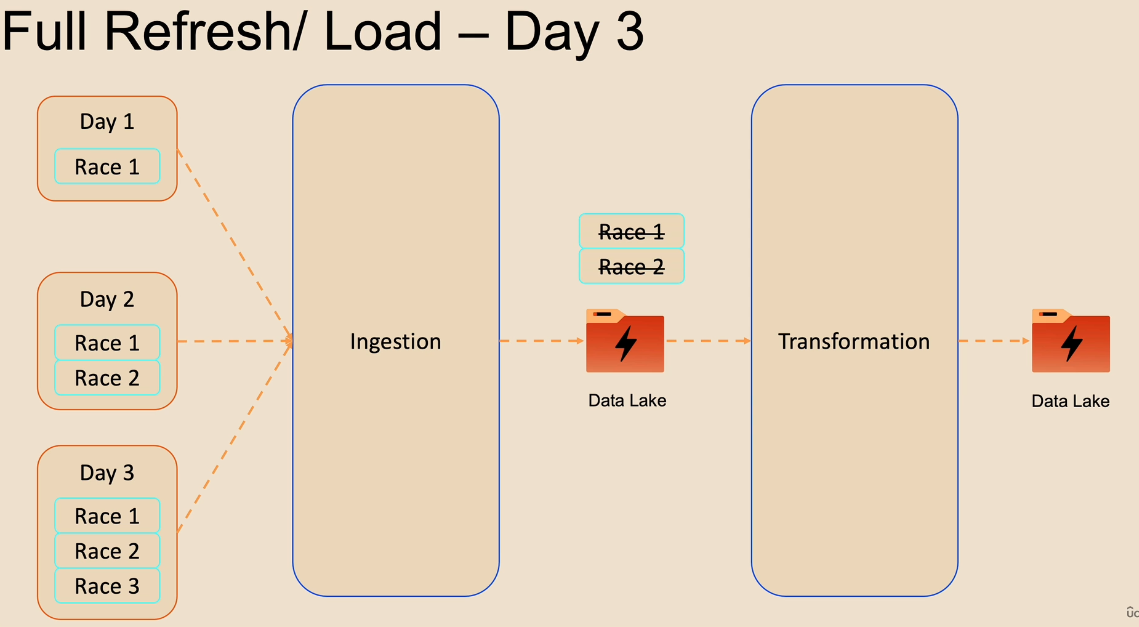 Full Refresh/ Load – Day 3
Day 1
Race 1
Day 2
Race 1
Race 2
Day 3
Race 1
Race 2
Race 3
Ingestion
Race 1
Race 2
Data Lake
Transformation
Data Lake